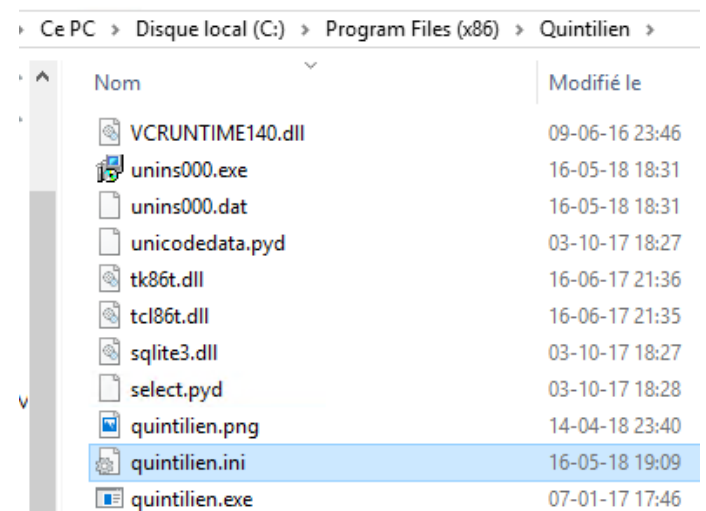 Ce PC > Disque local (C:) > Program Files (x86) > Quintilien >
Nom Modifié le
VCRUNTIME140.dll 09-06-16 23:46
unins000.exe 16-05-18 18:31
unins000.dat 16-05-18 18:31
unicodedata.pyd 03-10-17 18:27
tk86t.dll 16-06-17 21:36
tcl86t.dll 16-06-17 21:35
sqlite3.dll 03-10-17 18:27
select.pyd 03-10-17 18:28
quintilien.png 14-04-18 23:40
quintilien.ini 16-05-18 19:09
quintilien.exe 07-01-17 17:46